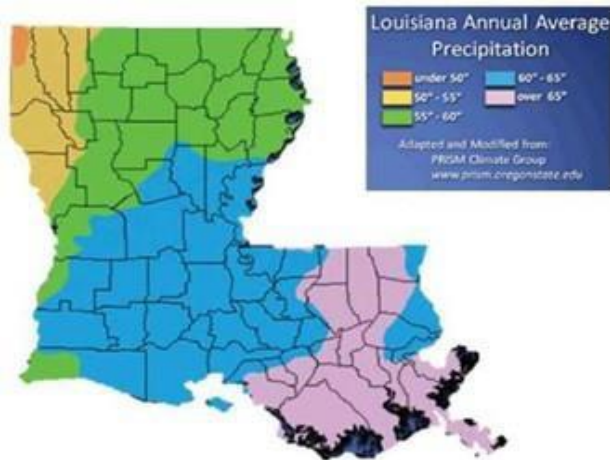 Louisiana Annual Average
Precipitation
under 50" 60" - 65"
50" - 55" over 65"
55" - 60"
Adapted and Modified from:
PRISM Climate Group
www.prism.oregonstate.edu